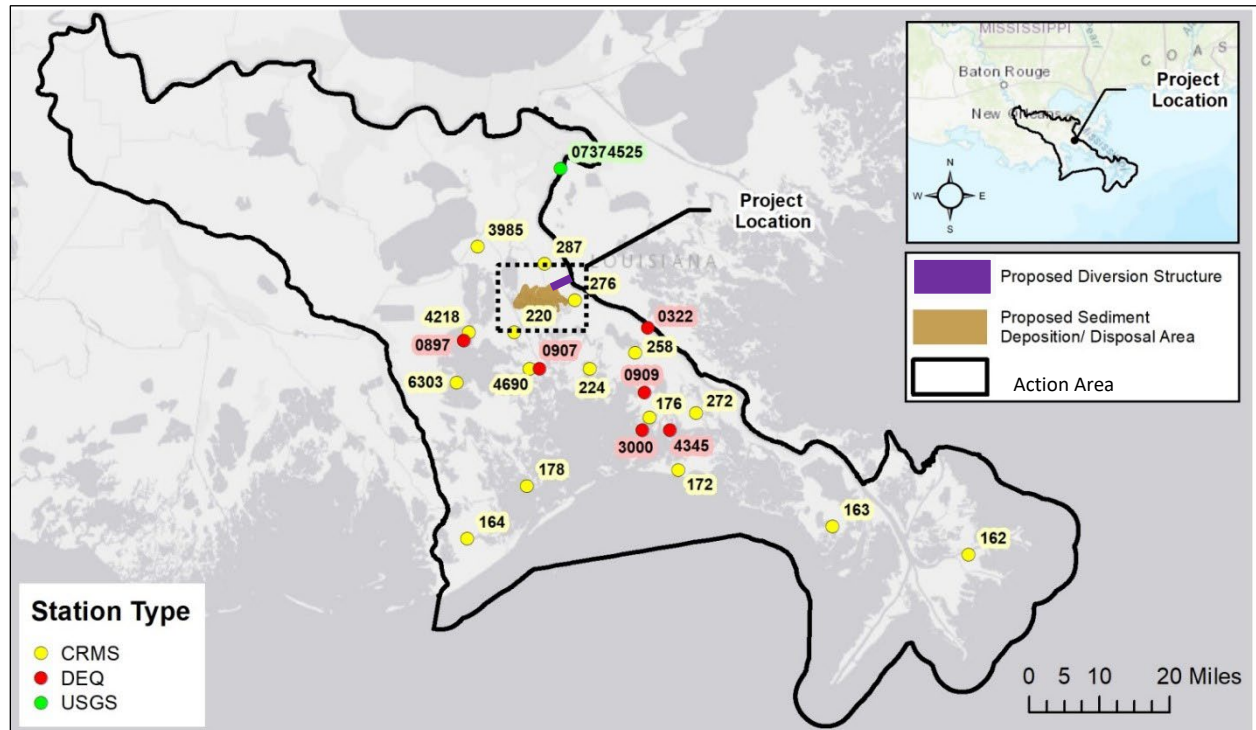 MISSISSIPPI
Pearl
C O A S
Baton Rouge
Project
Location
New Orleans
Mississippi
N
W
E
S
07374525
Project
Location
3985
287
LOUISIANA
276
4218
220
0322
0897
0907
258
6303
4690
224
0909
176
272
3000
4345
178
172
164
163
162
Proposed Diversion Structure
Proposed Sediment
Deposition/ Disposal Area
Action Area
Station Type
CRMS
DEQ
USGS
0 5 10 20 Miles